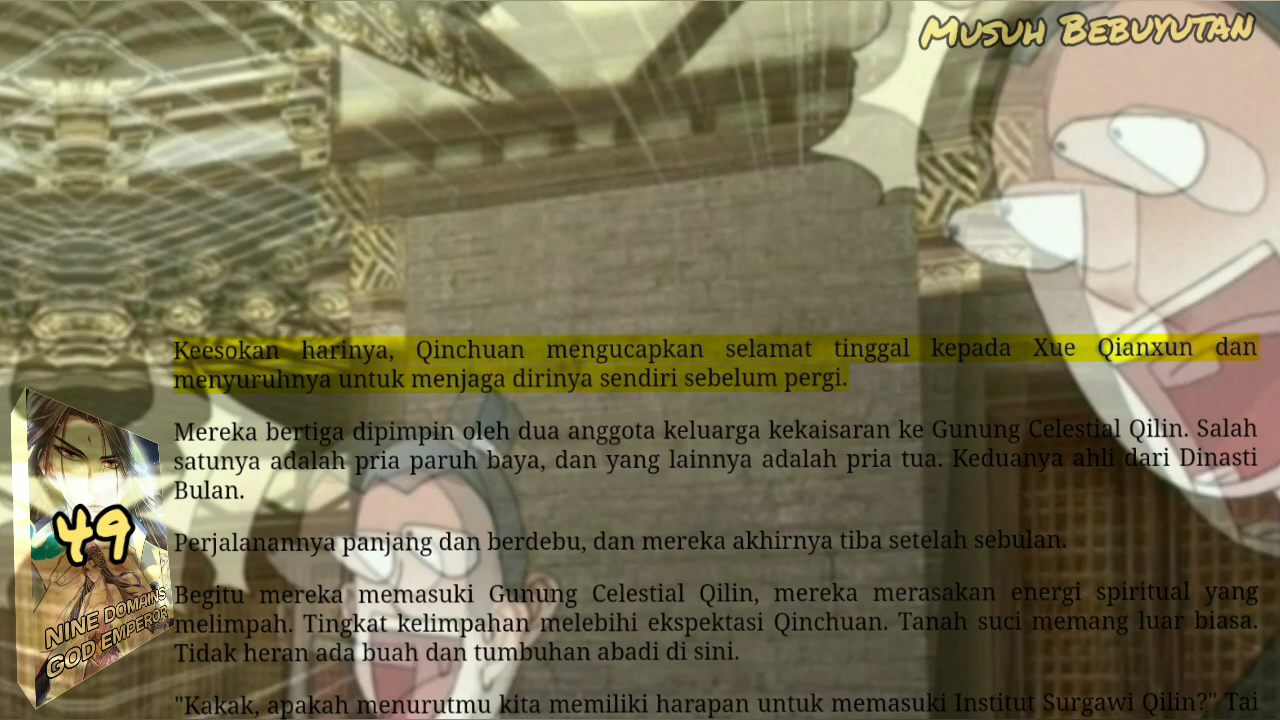 Musuh Bebuyutan
Keesokan harinya, Qinchuan mengucapkan selamat tinggal kepada Xue Qianxun dan
menyuruhnya untuk menjaga dirinya sendiri sebelum pergi.
Mereka bertiga dipimpin oleh dua anggota keluarga kekaisaran ke Gunung Celestial Qilin. Salah
satunya adalah pria paruh baya, dan yang lainnya adalah pria tua. Keduanya ahli dari Dinasti
Bulan.
Perjalanannya panjang dan berdebu, dan mereka akhirnya tiba setelah sebulan.
Begitu mereka memasuki Gunung Celestial Qilin, mereka merasakan energi spiritual yang
melimpah. Tingkat kelimpahan melebihi ekspektasi Qinchuan. Tanah suci memang luar biasa.
Tidak heran ada buah dan tumbuhan abadi di sini.
"Kakak, apakah menurutmu kita memiliki harapan untuk memasuki Institut Surgawi Qilin?" Tai
49
NINE DOMAINS
GOD EMPEROR